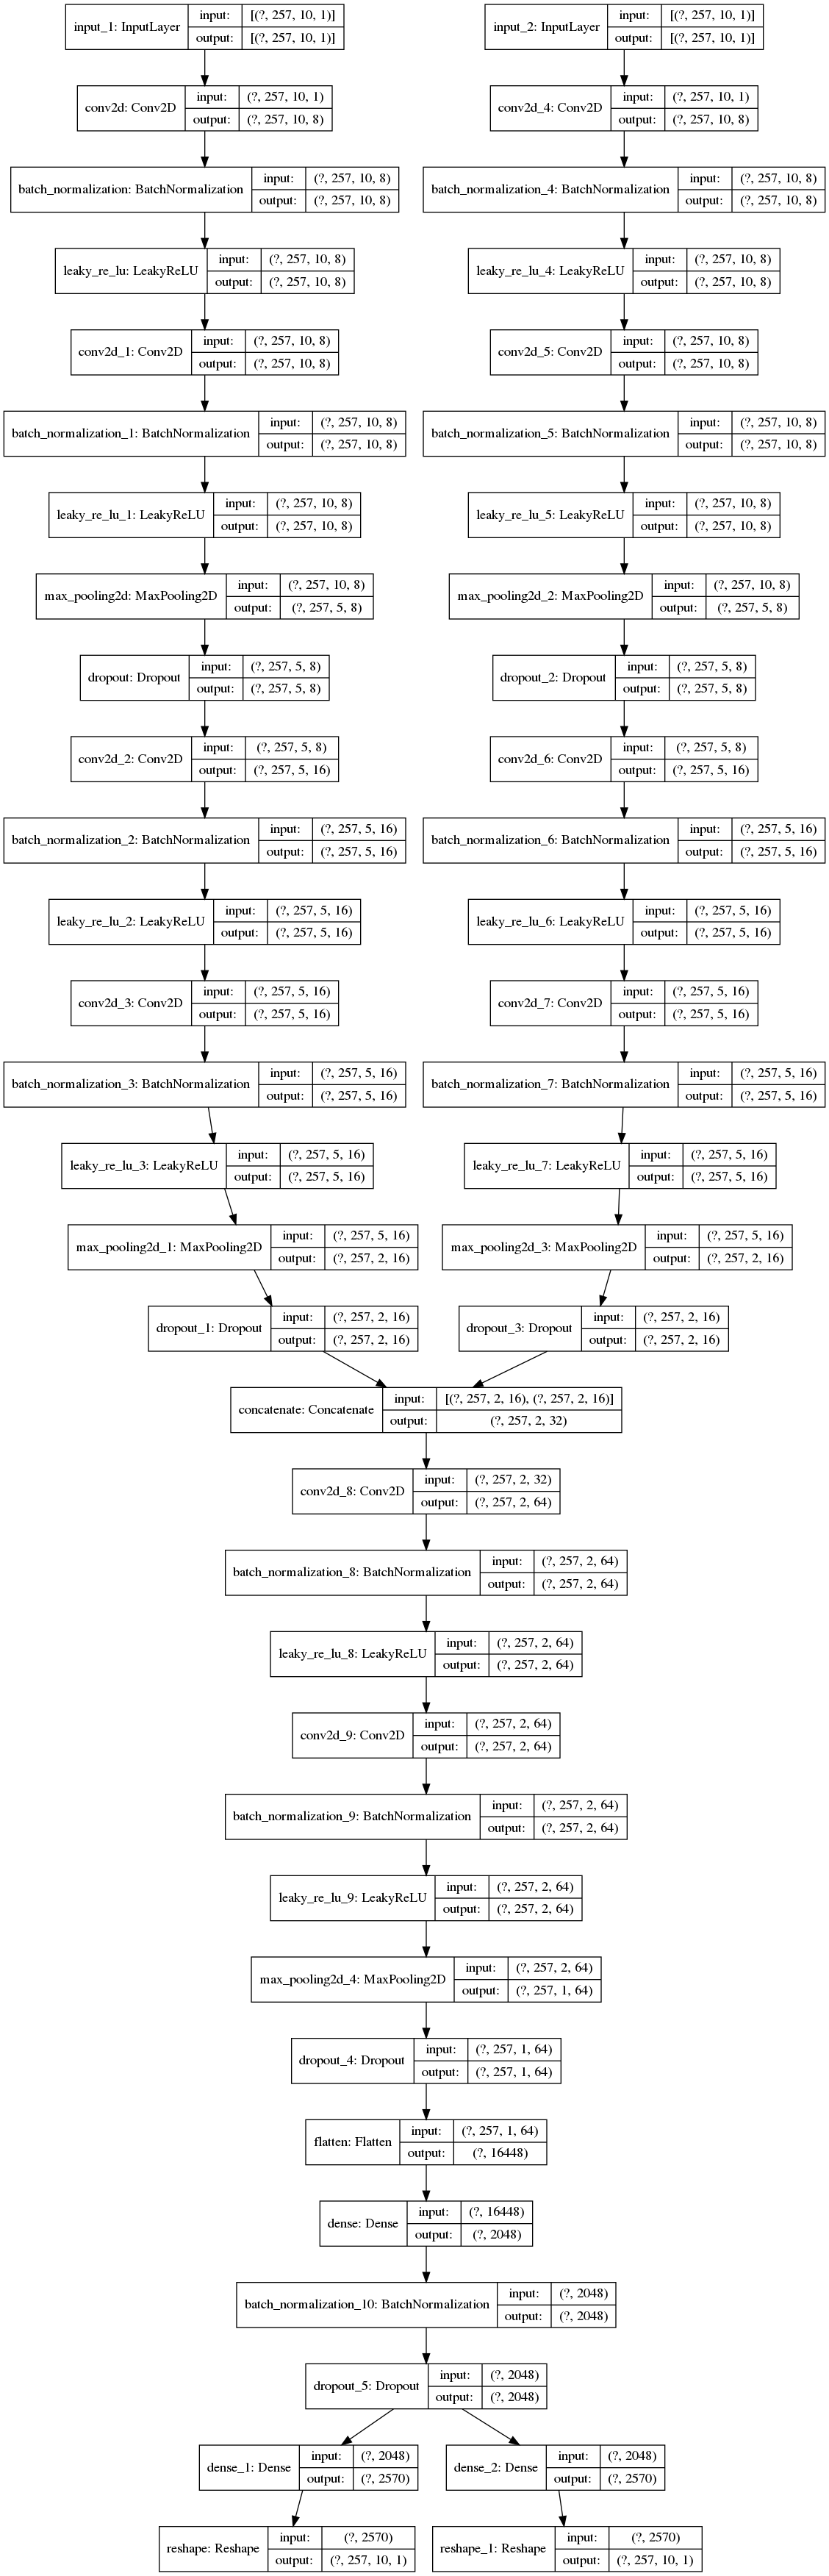 input_1: InputLayer
input: [(?, 257, 10, 1)]
output: [(?, 257, 10, 1)]
input_2: InputLayer
input: [(?, 257, 10, 1)]
output: [(?, 257, 10, 1)]
conv2d: Conv2D
input: (?, 257, 10, 1)
output: (?, 257, 10, 8)
conv2d_4: Conv2D
input: (?, 257, 10, 1)
output: (?, 257, 10, 8)
batch_normalization: BatchNormalization
input: (?, 257, 10, 8)
output: (?, 257, 10, 8)
batch_normalization_4: BatchNormalization
input: (?, 257, 10, 8)
output: (?, 257, 10, 8)
leaky_re_lu: LeakyReLU
input: (?, 257, 10, 8)
output: (?, 257, 10, 8)
leaky_re_lu_4: LeakyReLU
input: (?, 257, 10, 8)
output: (?, 257, 10, 8)
conv2d_1: Conv2D
input: (?, 257, 10, 8)
output: (?, 257, 10, 8)
conv2d_5: Conv2D
input: (?, 257, 10, 8)
output: (?, 257, 10, 8)
batch_normalization_1: BatchNormalization
input: (?, 257, 10, 8)
output: (?, 257, 10, 8)
batch_normalization_5: BatchNormalization
input: (?, 257, 10, 8)
output: (?, 257, 10, 8)
leaky_re_lu_1: LeakyReLU
input: (?, 257, 10, 8)
output: (?, 257, 10, 8)
leaky_re_lu_5: LeakyReLU
input: (?, 257, 10, 8)
output: (?, 257, 10, 8)
max_pooling2d: MaxPooling2D
input: (?, 257, 10, 8)
output: (?, 257, 5, 8)
max_pooling2d_2: MaxPooling2D
input: (?, 257, 10, 8)
output: (?, 257, 5, 8)
dropout: Dropout
input: (?, 257, 5, 8)
output: (?, 257, 5, 8)
dropout_2: Dropout
input: (?, 257, 5, 8)
output: (?, 257, 5, 8)
conv2d_2: Conv2D
input: (?, 257, 5, 8)
output: (?, 257, 5, 16)
conv2d_6: Conv2D
input: (?, 257, 5, 8)
output: (?, 257, 5, 16)
batch_normalization_2: BatchNormalization
input: (?, 257, 5, 16)
output: (?, 257, 5, 16)
batch_normalization_6: BatchNormalization
input: (?, 257, 5, 16)
output: (?, 257, 5, 16)
leaky_re_lu_2: LeakyReLU
input: (?, 257, 5, 16)
output: (?, 257, 5, 16)
leaky_re_lu_6: LeakyReLU
input: (?, 257, 5, 16)
output: (?, 257, 5, 16)
conv2d_3: Conv2D
input: (?, 257, 5, 16)
output: (?, 257, 5, 16)
conv2d_7: Conv2D
input: (?, 257, 5, 16)
output: (?, 257, 5, 16)
batch_normalization_3: BatchNormalization
input: (?, 257, 5, 16)
output: (?, 257, 5, 16)
batch_normalization_7: BatchNormalization
input: (?, 257, 5, 16)
output: (?, 257, 5, 16)
leaky_re_lu_3: LeakyReLU
input: (?, 257, 5, 16)
output: (?, 257, 5, 16)
leaky_re_lu_7: LeakyReLU
input: (?, 257, 5, 16)
output: (?, 257, 5, 16)
max_pooling2d_1: MaxPooling2D
input: (?, 257, 5, 16)
output: (?, 257, 2, 16)
max_pooling2d_3: MaxPooling2D
input: (?, 257, 5, 16)
output: (?, 257, 2, 16)
dropout_1: Dropout
input: (?, 257, 2, 16)
output: (?, 257, 2, 16)
dropout_3: Dropout
input: (?, 257, 2, 16)
output: (?, 257, 2, 16)
concatenate: Concatenate
input: [(?, 257, 2, 16), (?, 257, 2, 16)]
output: (?, 257, 2, 32)
conv2d_8: Conv2D
input: (?, 257, 2, 32)
output: (?, 257, 2, 64)
batch_normalization_8: BatchNormalization
input: (?, 257, 2, 64)
output: (?, 257, 2, 64)
leaky_re_lu_8: LeakyReLU
input: (?, 257, 2, 64)
output: (?, 257, 2, 64)
conv2d_9: Conv2D
input: (?, 257, 2, 64)
output: (?, 257, 2, 64)
batch_normalization_9: BatchNormalization
input: (?, 257, 2, 64)
output: (?, 257, 2, 64)
leaky_re_lu_9: LeakyReLU
input: (?, 257, 2, 64)
output: (?, 257, 2, 64)
max_pooling2d_4: MaxPooling2D
input: (?, 257, 2, 64)
output: (?, 257, 1, 64)
dropout_4: Dropout
input: (?, 257, 1, 64)
output: (?, 257, 1, 64)
flatten: Flatten
input: (?, 257, 1, 64)
output: (?, 16448)
dense: Dense
input: (?, 16448)
output: (?, 2048)
batch_normalization_10: BatchNormalization
input: (?, 2048)
output: (?, 2048)
dropout_5: Dropout
input: (?, 2048)
output: (?, 2048)
dense_1: Dense
input: (?, 2048)
output: (?, 2570)
dense_2: Dense
input: (?, 2048)
output: (?, 2570)
reshape: Reshape
input: (?, 2570)
output: (?, 257, 10, 1)
reshape_1: Reshape
input: (?, 2570)
output: (?, 257, 10, 1)